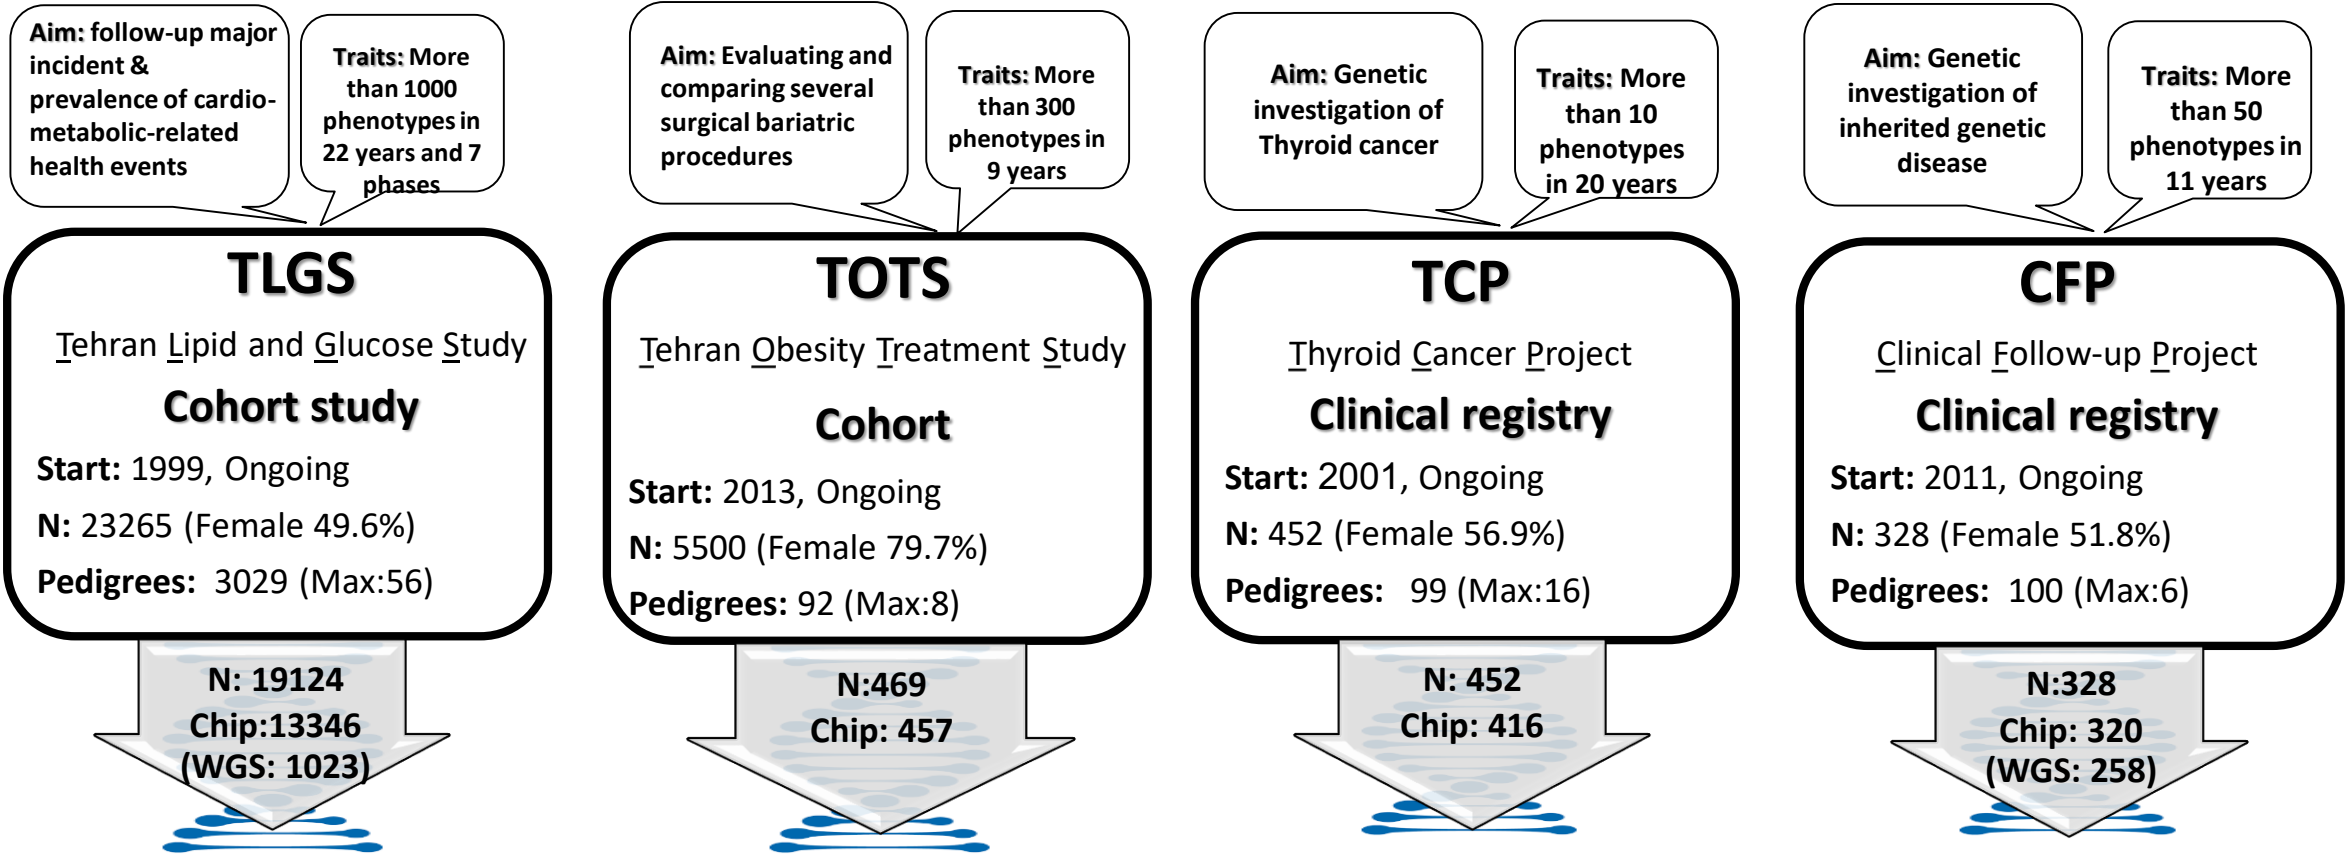 Aim: follow-up major
incident &
prevalence of cardio-
metabolic-related
health events
Traits: More
than 1000
phenotypes in
22 years and 7
phases
TLGS
Tehran Lipid and Glucose Study
Cohort study
Start: 1999, Ongoing
N: 23265 (Female 49.6%)
Pedigrees: 3029 (Max:56)
N: 19124
Chip:13346
(WGS: 1023)
Aim: Evaluating and
comparing several
surgical bariatric
procedures
Traits: More
than 300
phenotypes in
9 years
TOTS
Tehran Obesity Treatment Study
Cohort
Start: 2013, Ongoing
N: 5500 (Female 79.7%)
Pedigrees: 92 (Max:8)
N:469
Chip: 457
Aim: Genetic
investigation of
Thyroid cancer
Traits: More
than 10
phenotypes
in 20 years
TCP
Thyroid Cancer Project
Clinical registry
Start: 2001, Ongoing
N: 452 (Female 56.9%)
Pedigrees: 99 (Max:16)
N: 452
Chip: 416
Aim: Genetic
investigation of
inherited genetic
disease
Traits: More
than 50
phenotypes in
11 years
CFP
Clinical Follow-up Project
Clinical registry
Start: 2011, Ongoing
N: 328 (Female 51.8%)
Pedigrees: 100 (Max:6)
N:328
Chip: 320
(WGS: 258)